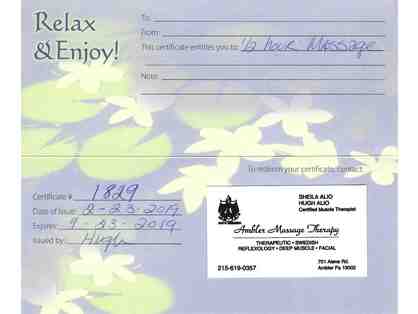 Relax
& Enjoy!
To:
From:
This certificate entitles you to: 1/2 hour Massage
Note:
To redeem your certificate, contact:
Certificate #: 1829
Date of Issue: 2-23-2019
Expires: 9-23-2019
Issued by: Hugh
SHEILA ALIO
HUGH ALIO
Certified Muscle Therapist
Ambler Massage Therapy
THERAPEUTIC • SWEDISH
REFLEXOLOGY • DEEP MUSCLE • FACIAL
215-619-0357
701 Alene Rd.
Ambler Pa 19002